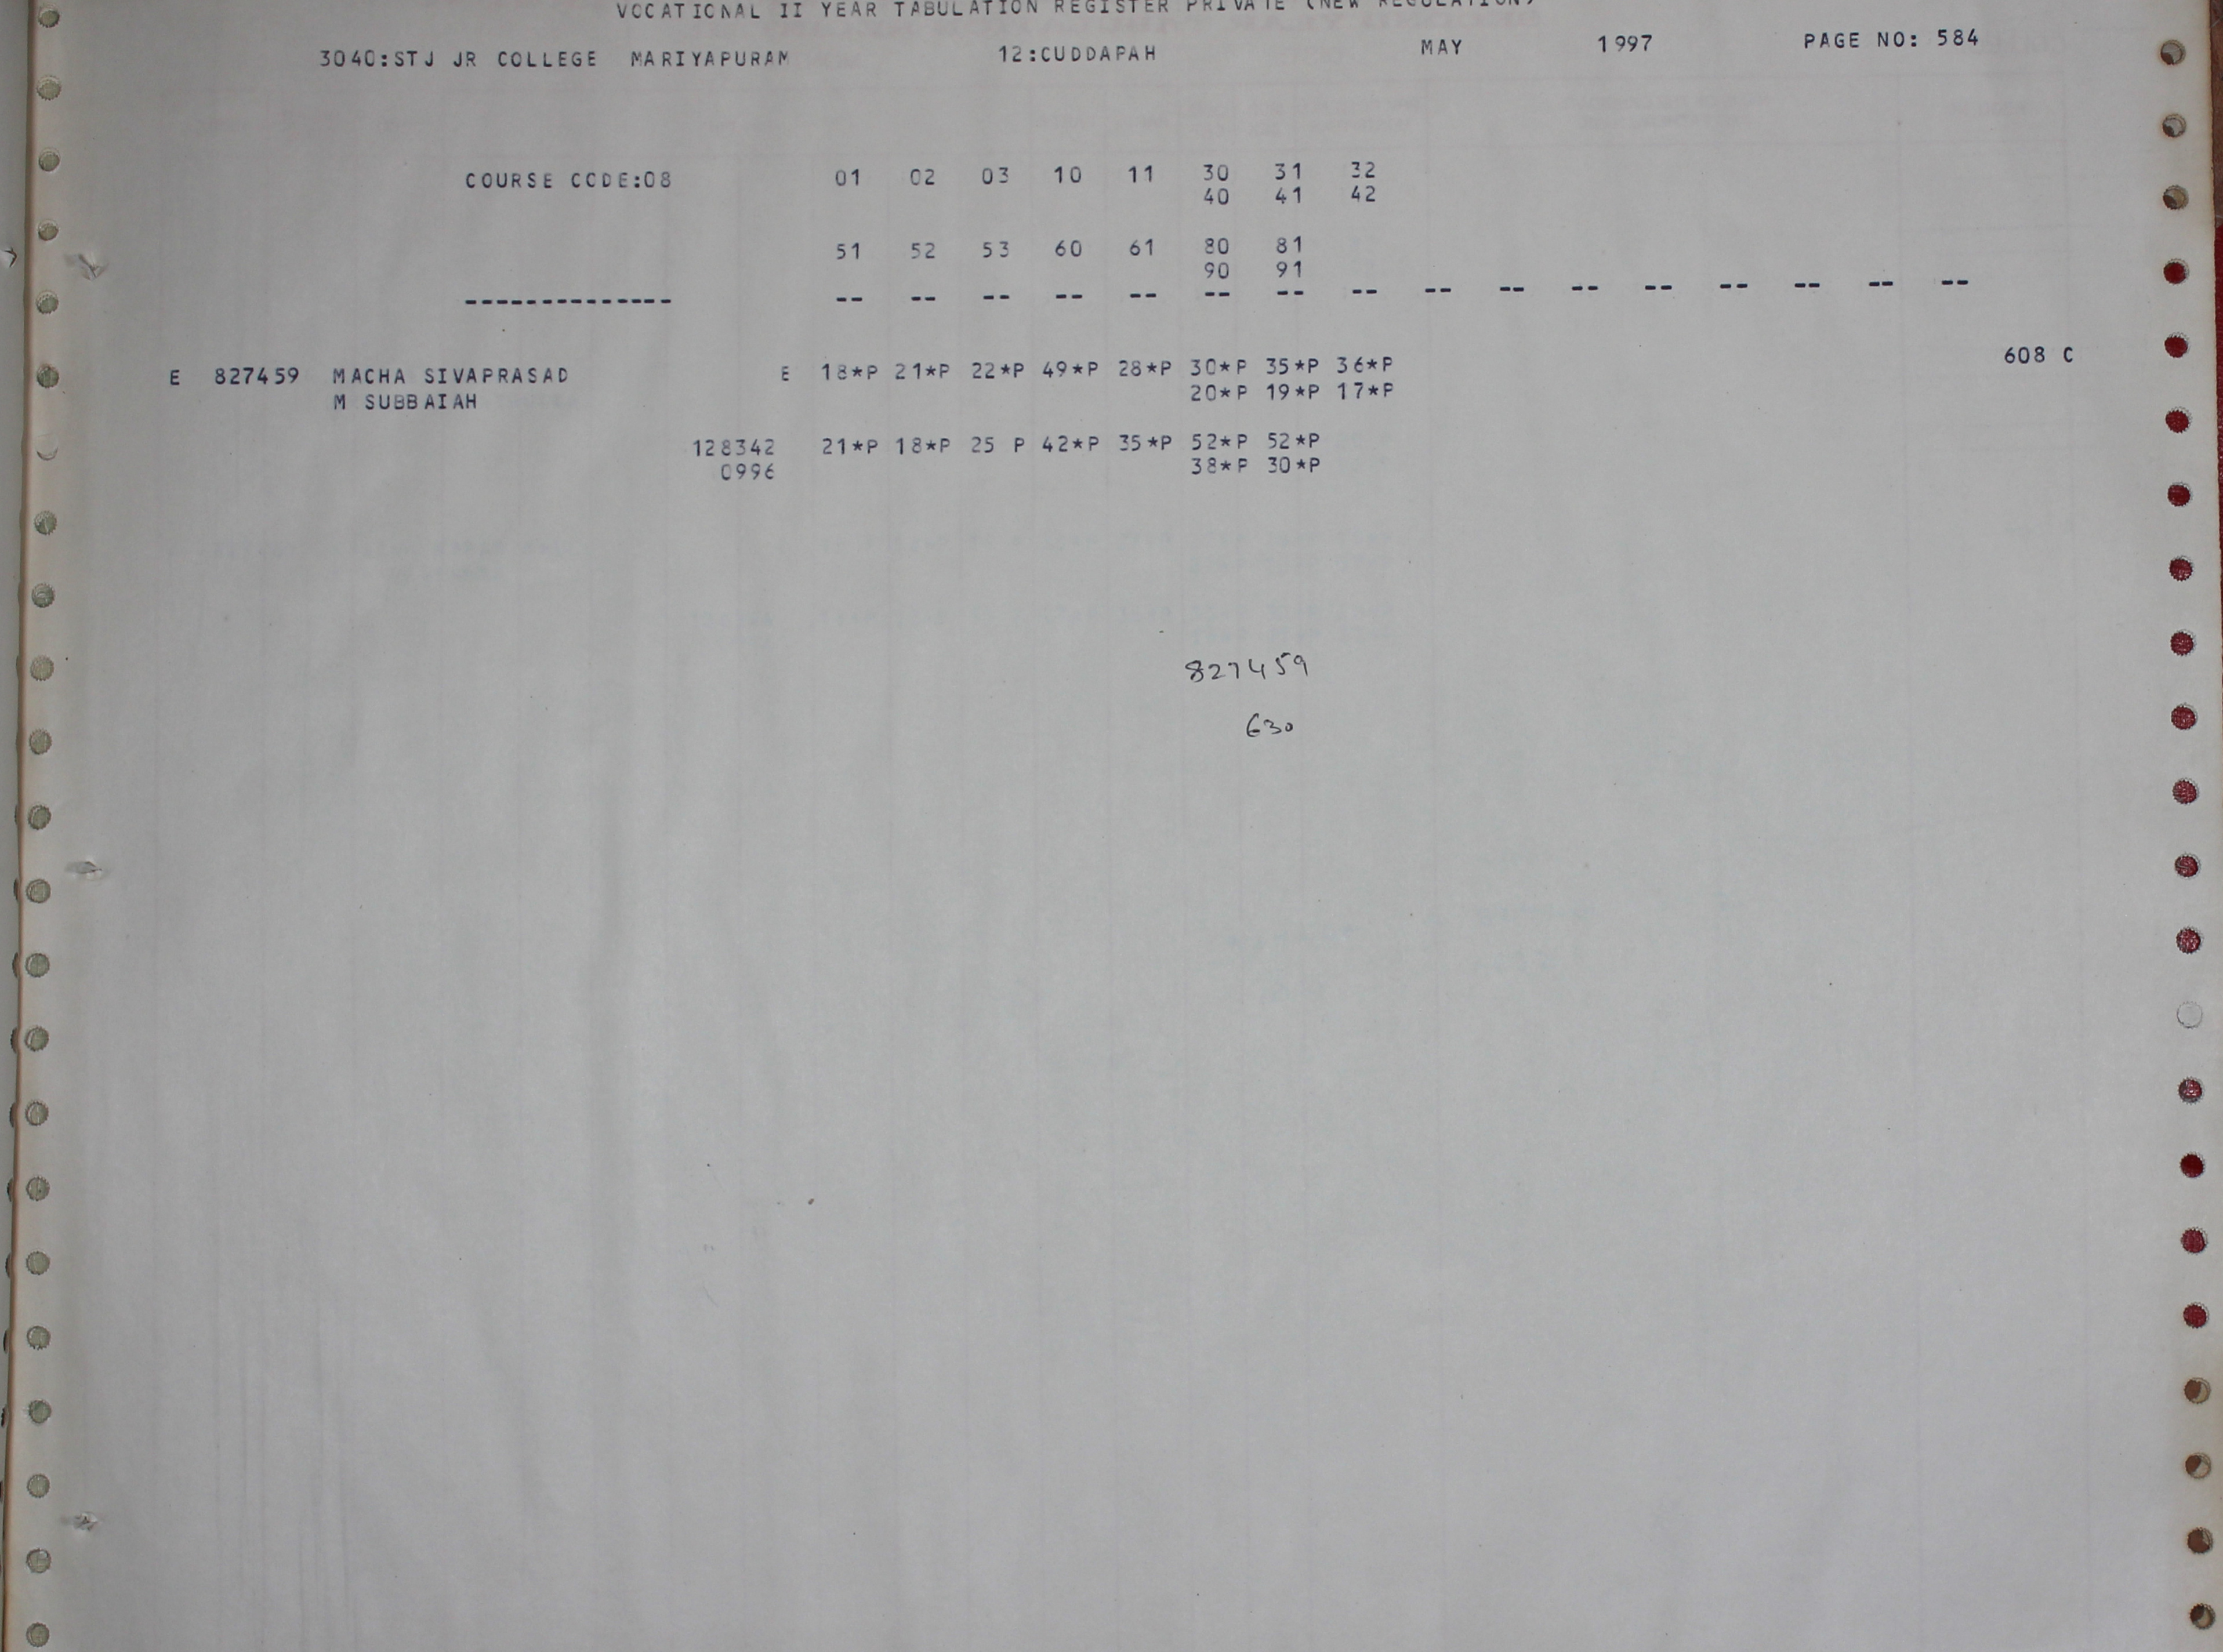 VOCATIONAL II YEAR TABULATION REGISTER PRIVATE (NEW REGULATION)
3040:STJ JR COLLEGE MARIYAPURAM 12:CUDDAPAH MAY 1997 PAGE NO: 584
COURSE CODE:08 01 02 03 10 11 30 31 32
40 41 42
51 52 53 60 61 80 81
90 91
-------------- -- -- -- -- -- -- -- -- -- -- -- -- -- -- -- --
E 827459 MACHA SIVAPRASAD E 18*P 21*P 22*P 49*P 28*P 30*P 35*P 36*P 608 C
M SUBBAIAH 20*P 19*P 17*P
128342 21*P 18*P 25 P 42*P 35*P 52*P 52*P
0996 38*P 30*P
827459
630